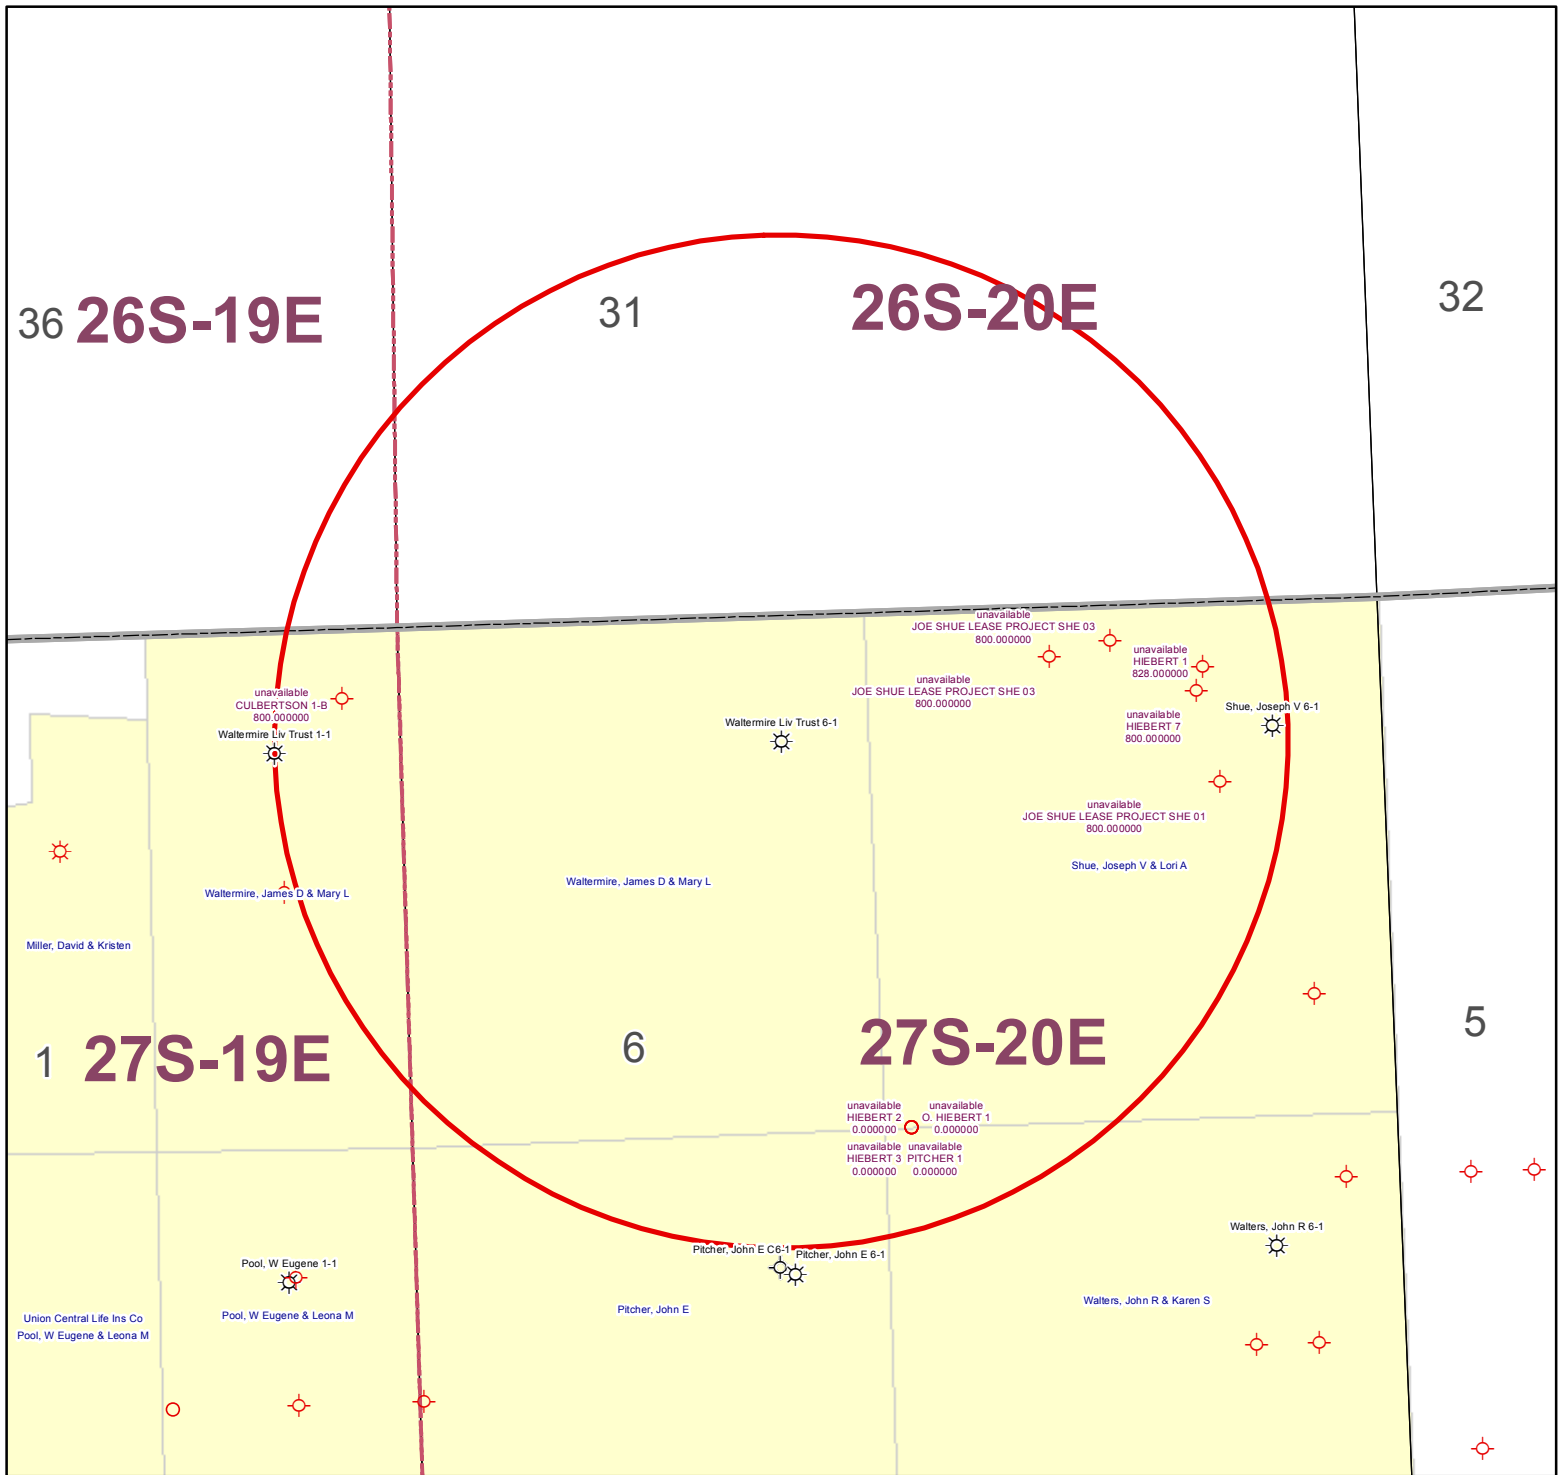 36
26S-19E
31
26S-20E
32
unavailable
JOE SHUE LEASE PROJECT SHE 03
800.000000
unavailable
HIEBERT 1
828.000000
unavailable
JOE SHUE LEASE PROJECT SHE 03
800.000000
unavailable
CULBERTSON 1-B
800.000000
Waltermire Liv Trust 1-1
Waltermire Liv Trust 6-1
Shue, Joseph V 6-1
unavailable
HIEBERT 7
800.000000
unavailable
JOE SHUE LEASE PROJECT SHE 01
800.000000
Shue, Joseph V & Lori A
Waltermire, James D & Mary L
Waltermire, James D & Mary L
Miller, David & Kristen
1
27S-19E
6
27S-20E
5
unavailable
HIEBERT 2
0.000000
unavailable
O. HIEBERT 1
0.000000
unavailable
HIEBERT 3
0.000000
unavailable
PITCHER 1
0.000000
Walters, John R 6-1
Pitcher, John E C6-1
Pitcher, John E 6-1
Pool, W Eugene 1-1
Walters, John R & Karen S
Pitcher, John E
Pool, W Eugene & Leona M
Union Central Life Ins Co
Pool, W Eugene & Leona M